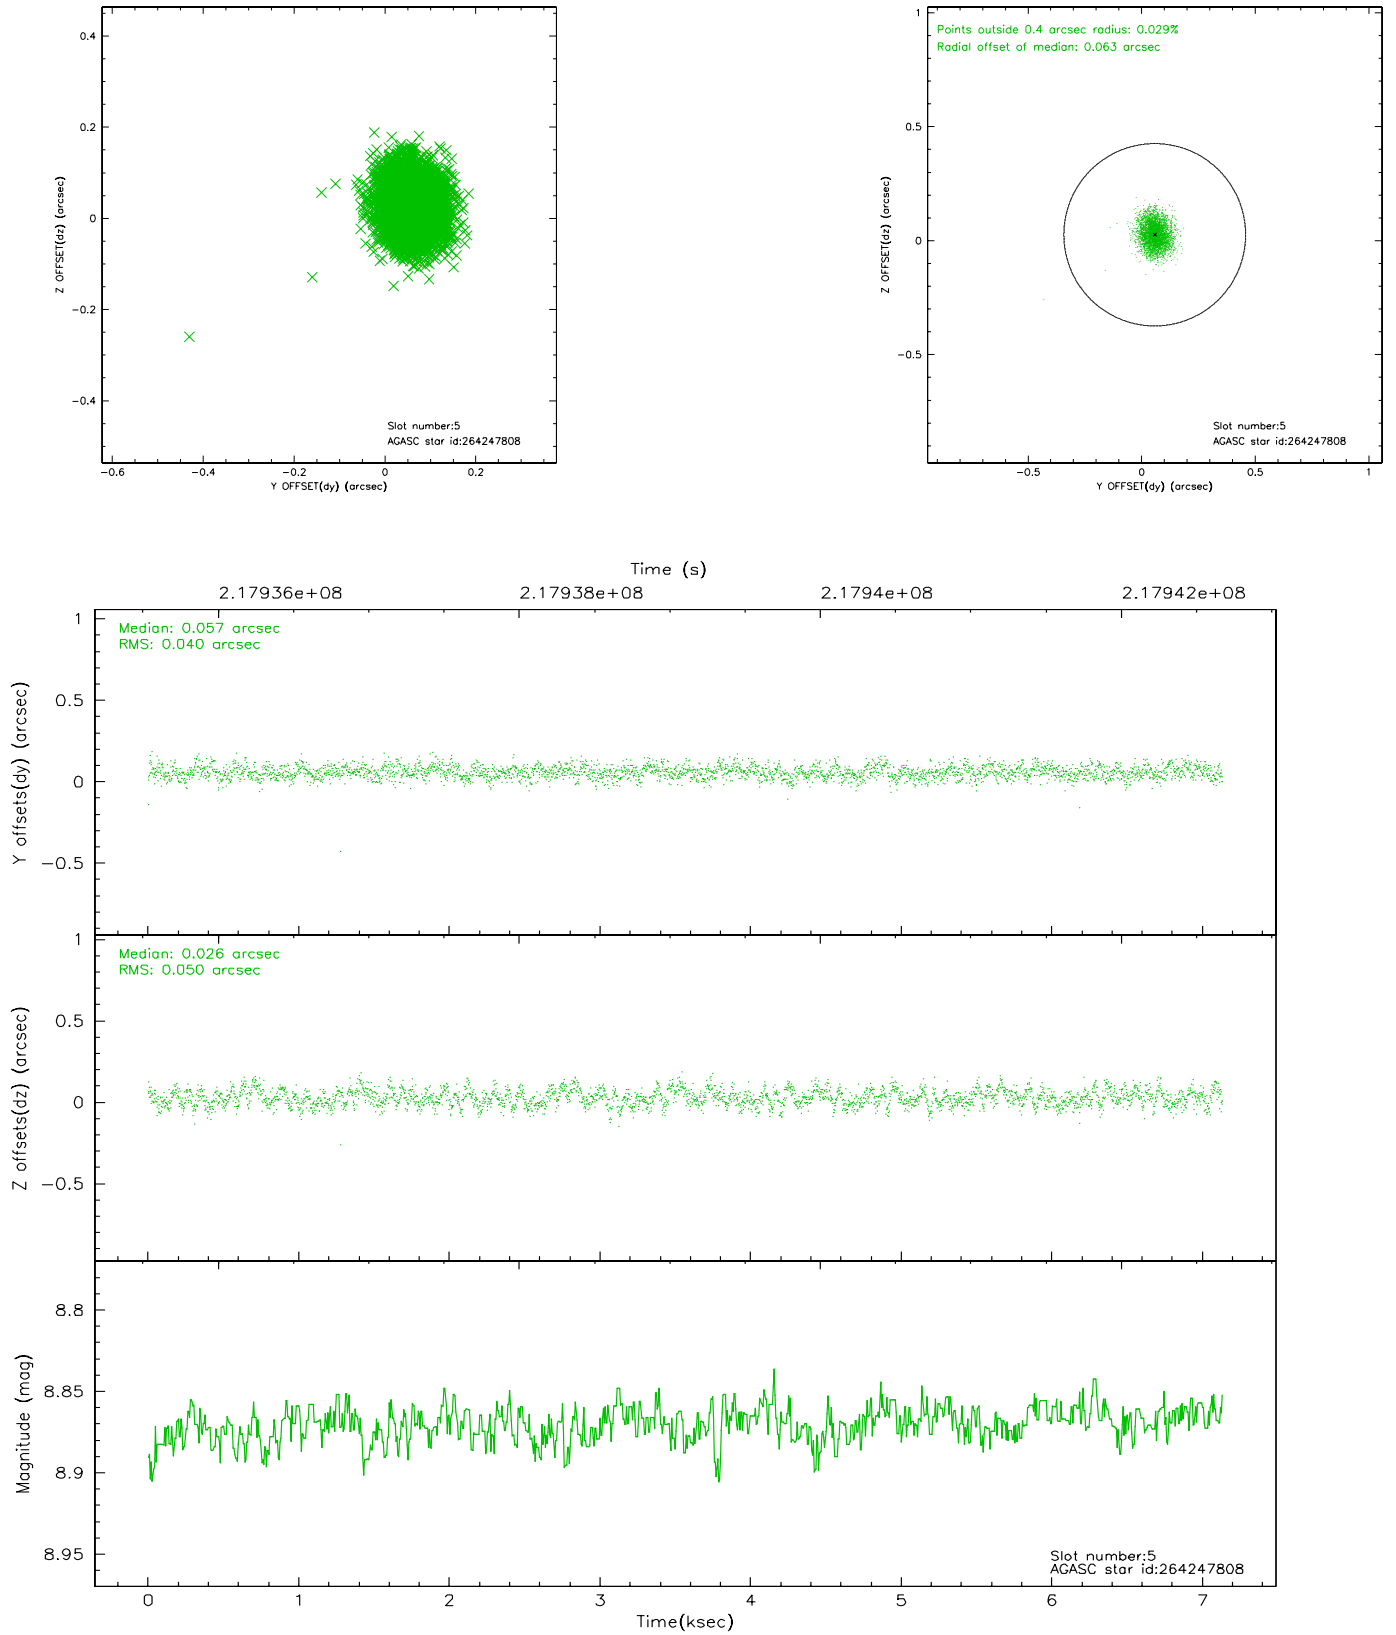 0.4
0.2
0
−0.2
−0.4
Z OFFSET(dz) (arcsec)
Slot number:5
AGASC star id:264247808
−0.6
−0.4
−0.2
0
0.2
Y OFFSET(dy) (arcsec)
Points outside 0.4 arcsec radius: 0.029%
Radial offset of median: 0.063 arcsec
1
0.5
0
−0.5
Z OFFSET(dz) (arcsec)
Slot number:5
AGASC star id:264247808
−0.5
0
0.5
1
Y OFFSET(dy) (arcsec)
Time (s)
2.17936e+08
2.17938e+08
2.1794e+08
2.17942e+08
Median: 0.057 arcsec
RMS: 0.040 arcsec
1
0.5
0
−0.5
Y offsets(dy) (arcsec)
Median: 0.026 arcsec
RMS: 0.050 arcsec
1
0.5
0
−0.5
Z offsets(dz) (arcsec)
8.8
8.85
8.9
8.95
Magnitude (mag)
Slot number:5
AGASC star id:264247808
0
1
2
3
4
5
6
7
Time(ksec)